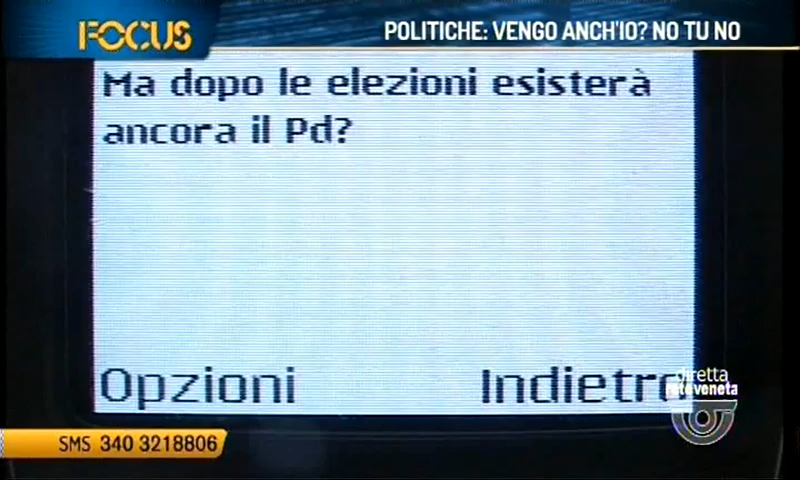 FOCUS
POLITICHE: VENGO ANCH'IO? NO TU NO
Ma dopo le elezioni esisterà
ancora il Pd?
Opzioni Indietro
diretta
reteveneta
SMS 340 3218806